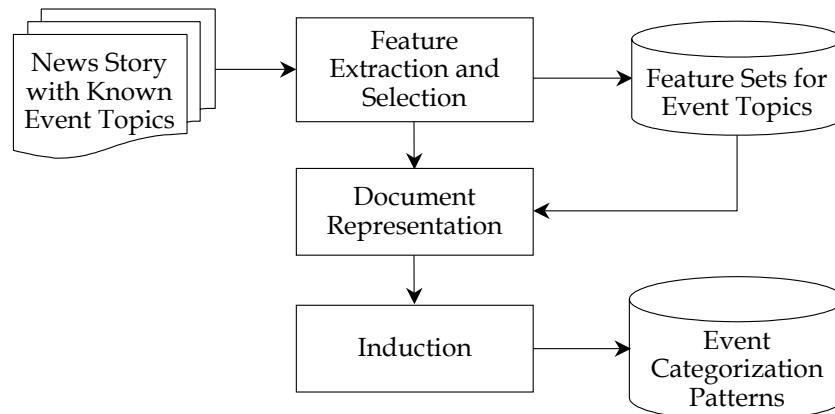 News Story
with Known
Event Topics
Feature
Extraction and
Selection
Feature Sets for
Event Topics
Document
Representation
Induction
Event
Categorization
Patterns